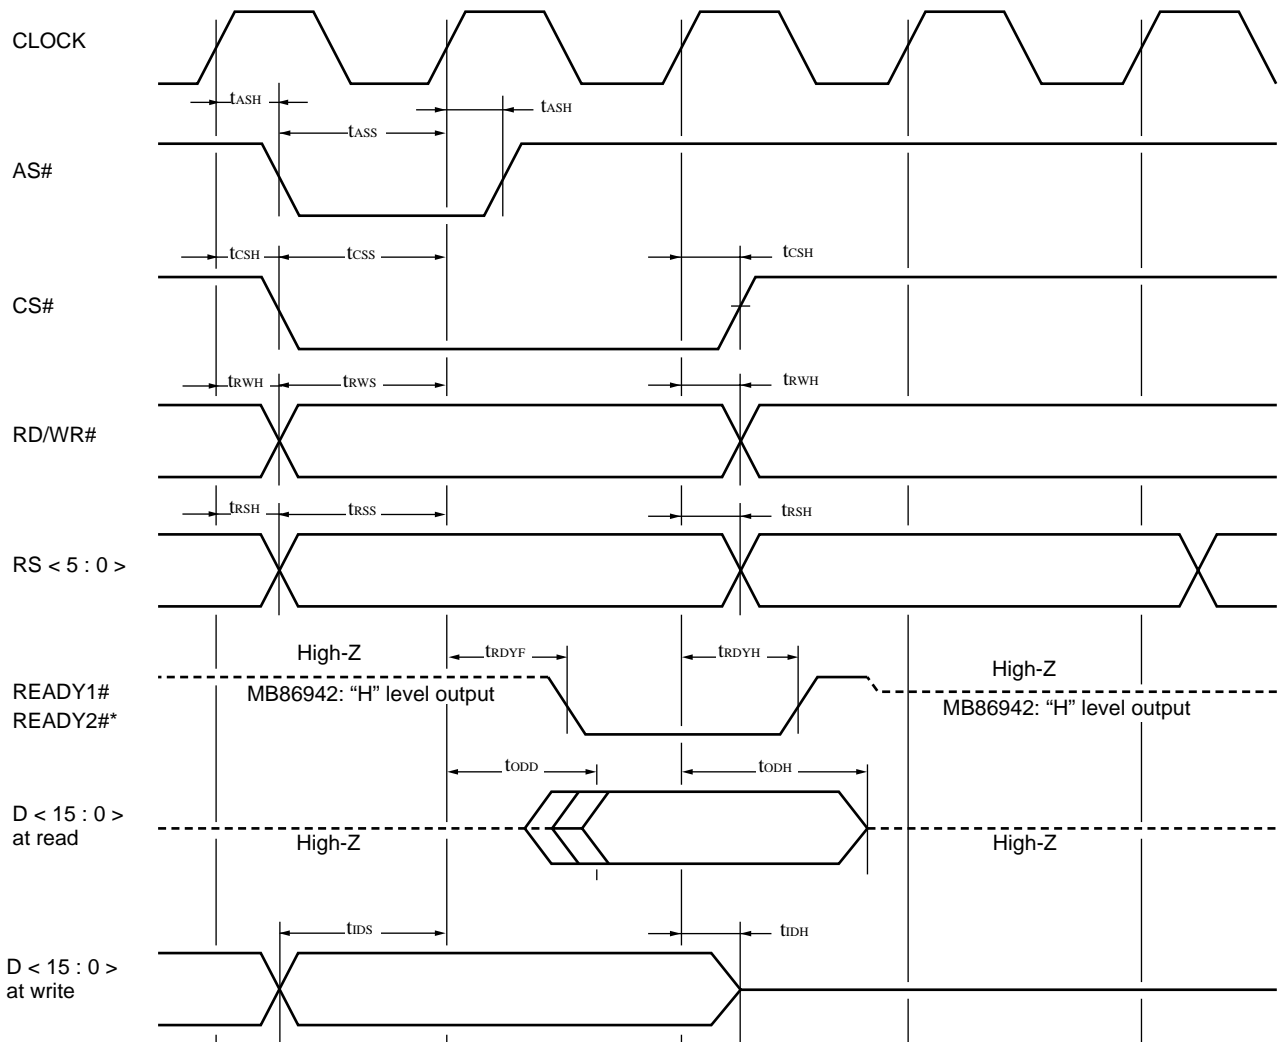 CLOCK
tASH
tASH
tASS
AS#
tCSH
tCSS
tCSH
CS#
tRWH
tRWS
tRWH
RD/WR#
tRSH
tRSS
tRSH
RS < 5 : 0 >
High-Z
tRDYF
tRDYH
High-Z
READY1#
MB86942: “H” level output
MB86942: “H” level output
READY2#*
tODD
tODH
D < 15 : 0 >
at read
High-Z
High-Z
tIDS
tIDH
D < 15 : 0 >
at write